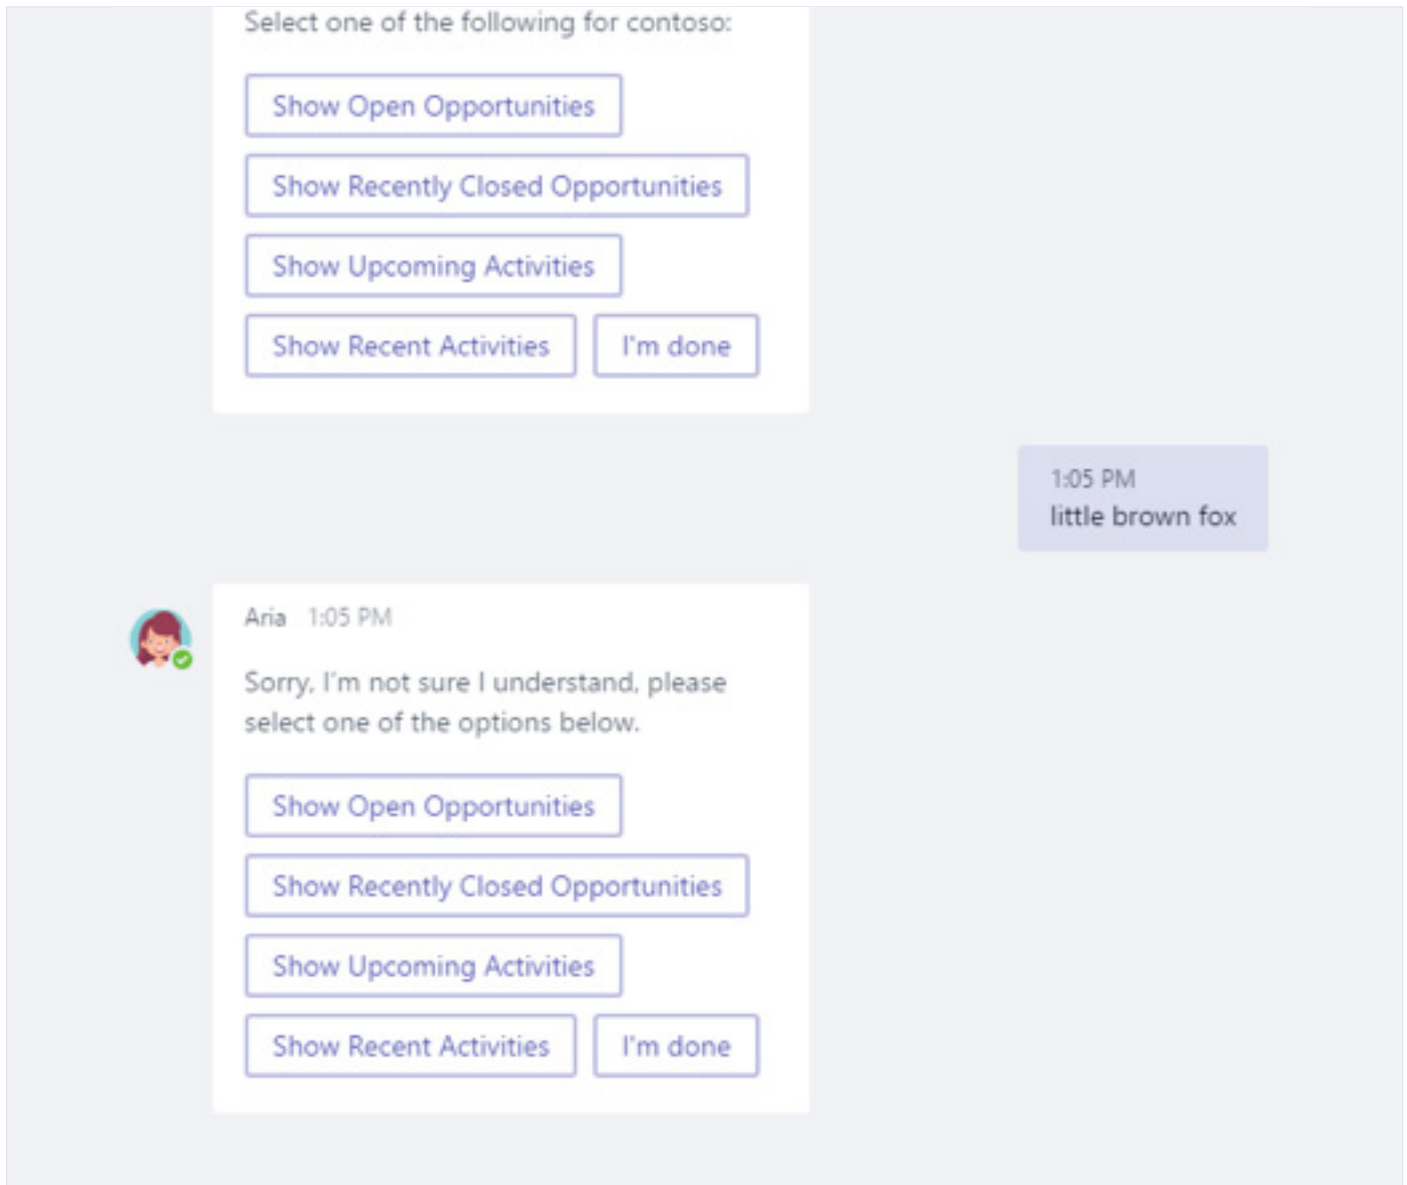 Select one of the following for contoso:
Show Open Opportunities
Show Recently Closed Opportunities
Show Upcoming Activities
Show Recent Activities I'm done
1:05 PM
little brown fox
Aria 1:05 PM
Sorry, I'm not sure I understand, please
select one of the options below.
Show Open Opportunities
Show Recently Closed Opportunities
Show Upcoming Activities
Show Recent Activities I'm done